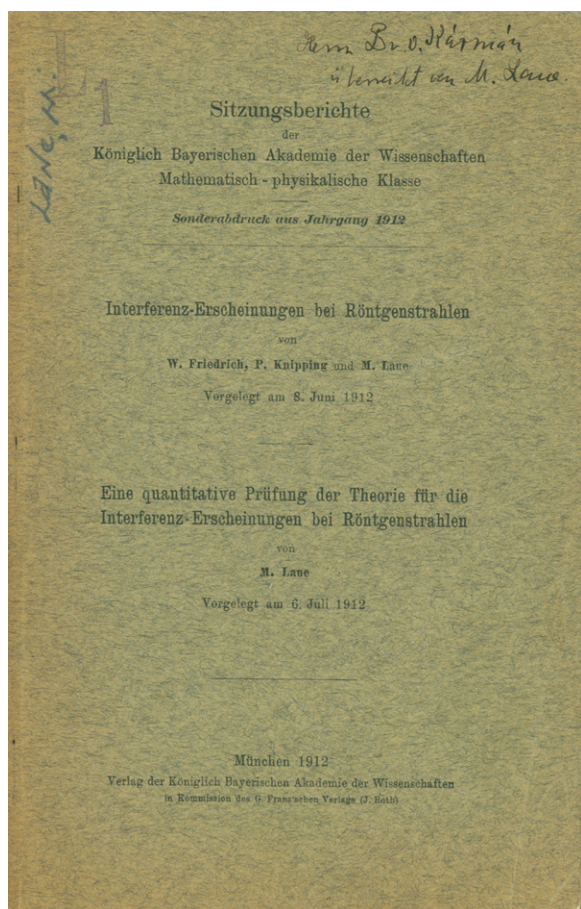 Herrn Dr. v. Kármán
überreicht von M. Laue.
Laue, M.
1
Sitzungsberichte
der
Königlich Bayerischen Akademie der Wissenschaften
Mathematisch-physikalische Klasse
Sonderabdruck aus Jahrgang 1912
Interferenz-Erscheinungen bei Röntgenstrahlen
von
W. Friedrich, P. Knipping und M. Laue
Vorgelegt am 8. Juni 1912
Eine quantitative Prüfung der Theorie für die
Interferenz-Erscheinungen bei Röntgenstrahlen
von
M. Laue
Vorgelegt am 6. Juli 1912
München 1912
Verlag der Königlich Bayerischen Akademie der Wissenschaften
in Kommission des G. Franz'schen Verlags (J. Roth)